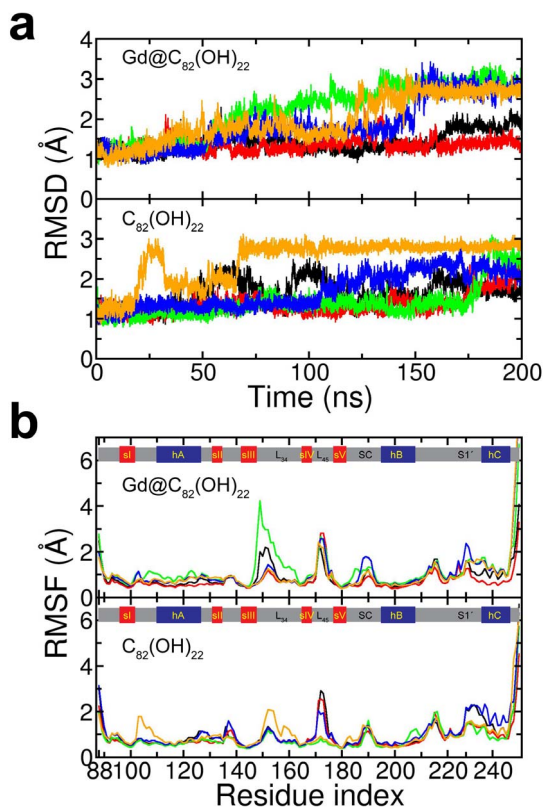 a
Gd@C82(OH)22
4
3
2
1
0
C82(OH)22
3
2
1
0
RMSD (Å)
0 50 100 150 200
Time (ns)
b
sI hA sII sIII L34 sIV L45 sV SC hB S1´ hC
Gd@C82(OH)22
6
4
2
0
sI hA sII sIII L34 sIV L45 sV SC hB S1´ hC
C82(OH)22
6
4
2
0
RMSF (Å)
88 100 120 140 160 180 200 220 240
Residue index